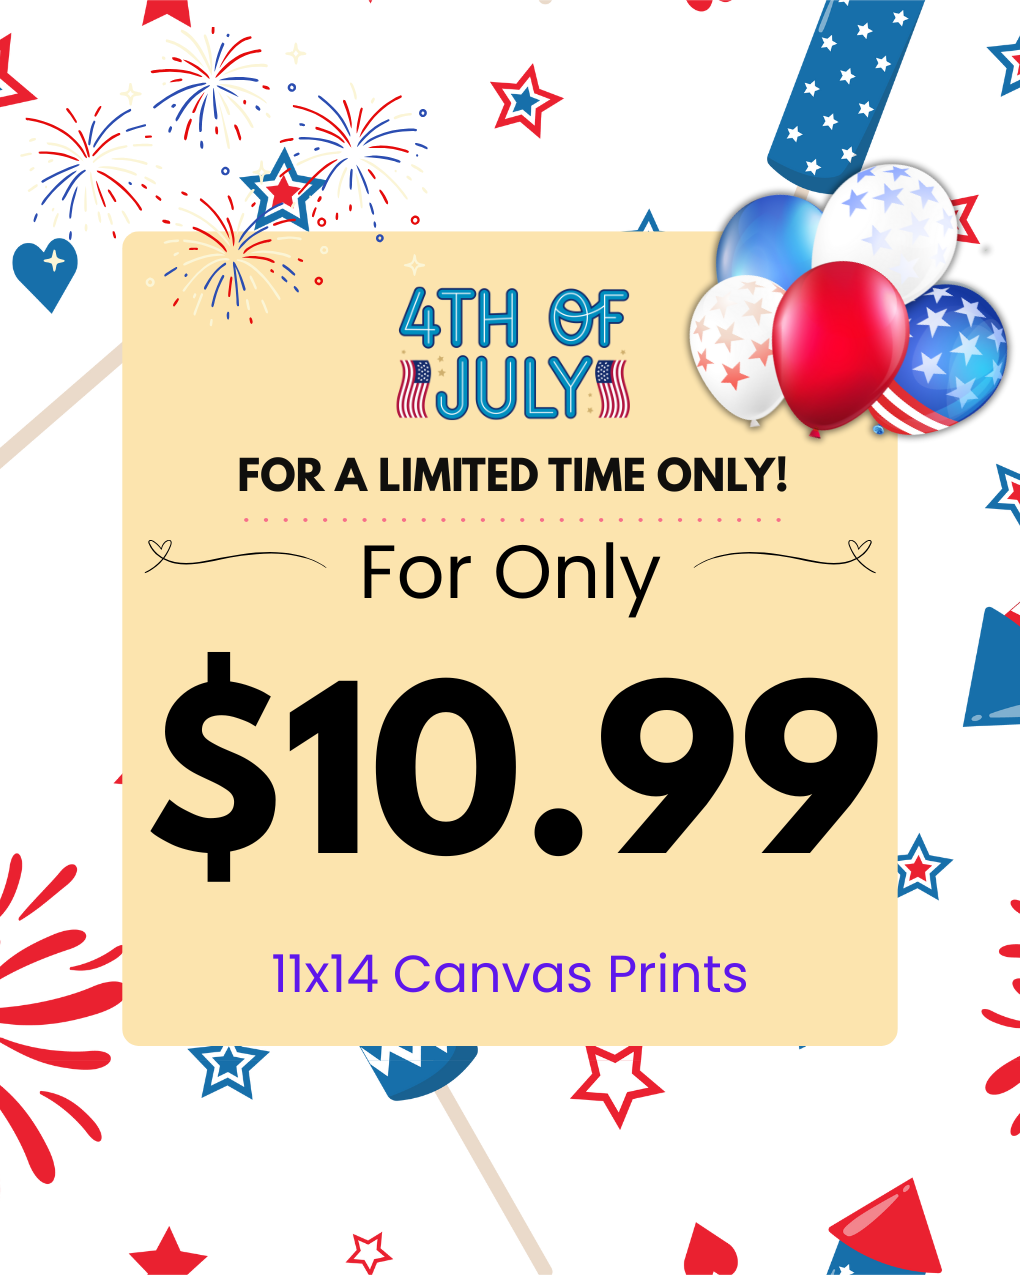 4TH OF
JULY
FOR A LIMITED TIME ONLY!
For Only
$10.99
11x14 Canvas Prints